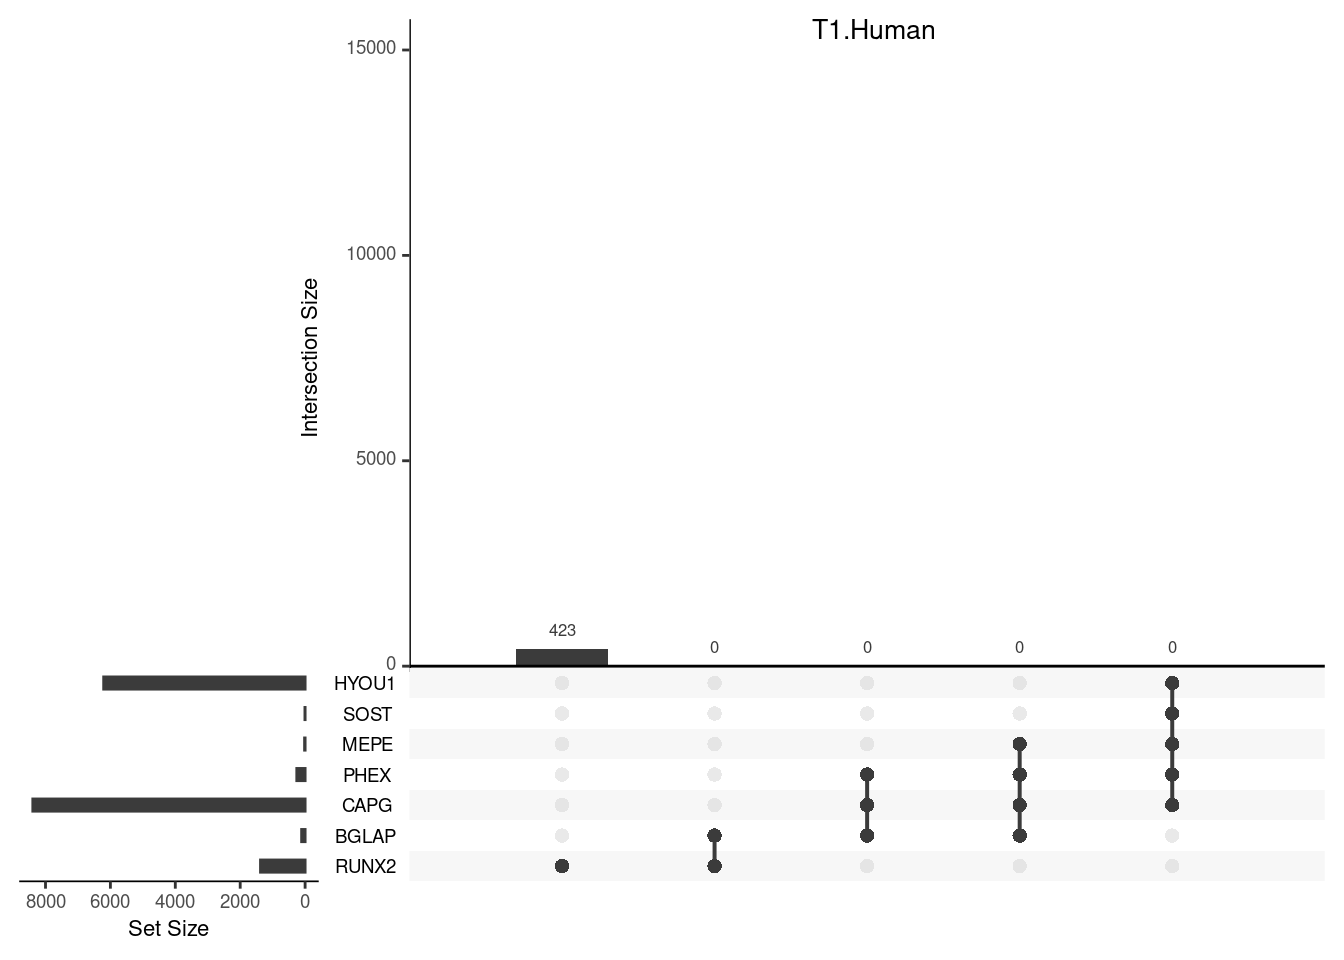 T1.Human
15000
10000
5000
0
Intersection Size
423
0
0
0
0
HYOU1
SOST
MEPE
PHEX
CAPG
BGLAP
RUNX2
8000 6000 4000 2000 0
Set Size